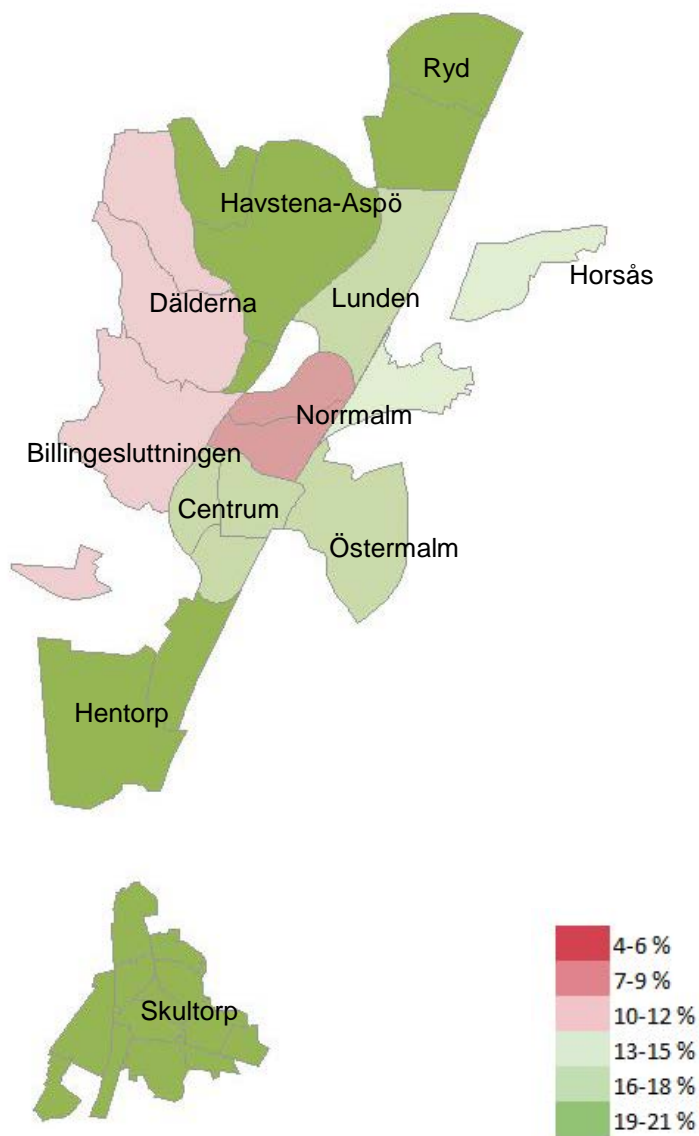 Ryd
Havstena-Aspö
Horsås
Dälderna
Lunden
Norrmalm
Billingesluttningen
Centrum
Östermalm
Hentorp
Skultorp
4-6 %
7-9 %
10-12 %
13-15 %
16-18 %
19-21 %